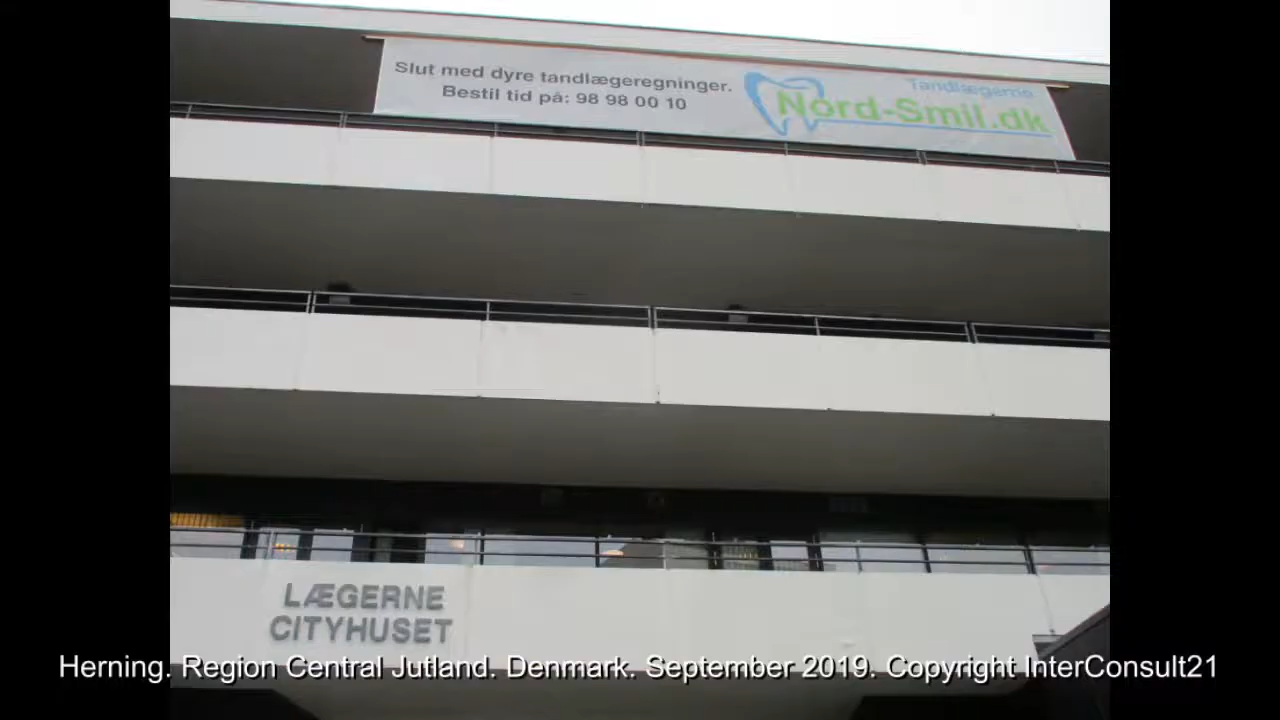 Slut med dyre tandlægeregninger.
Bestil tid på: 98 98 00 10
Tandlægerne
Nord-Smil.dk
LÆGERNE
CITYHUSET
Herning. Region Central Jutland. Denmark. September 2019. Copyright InterConsult21